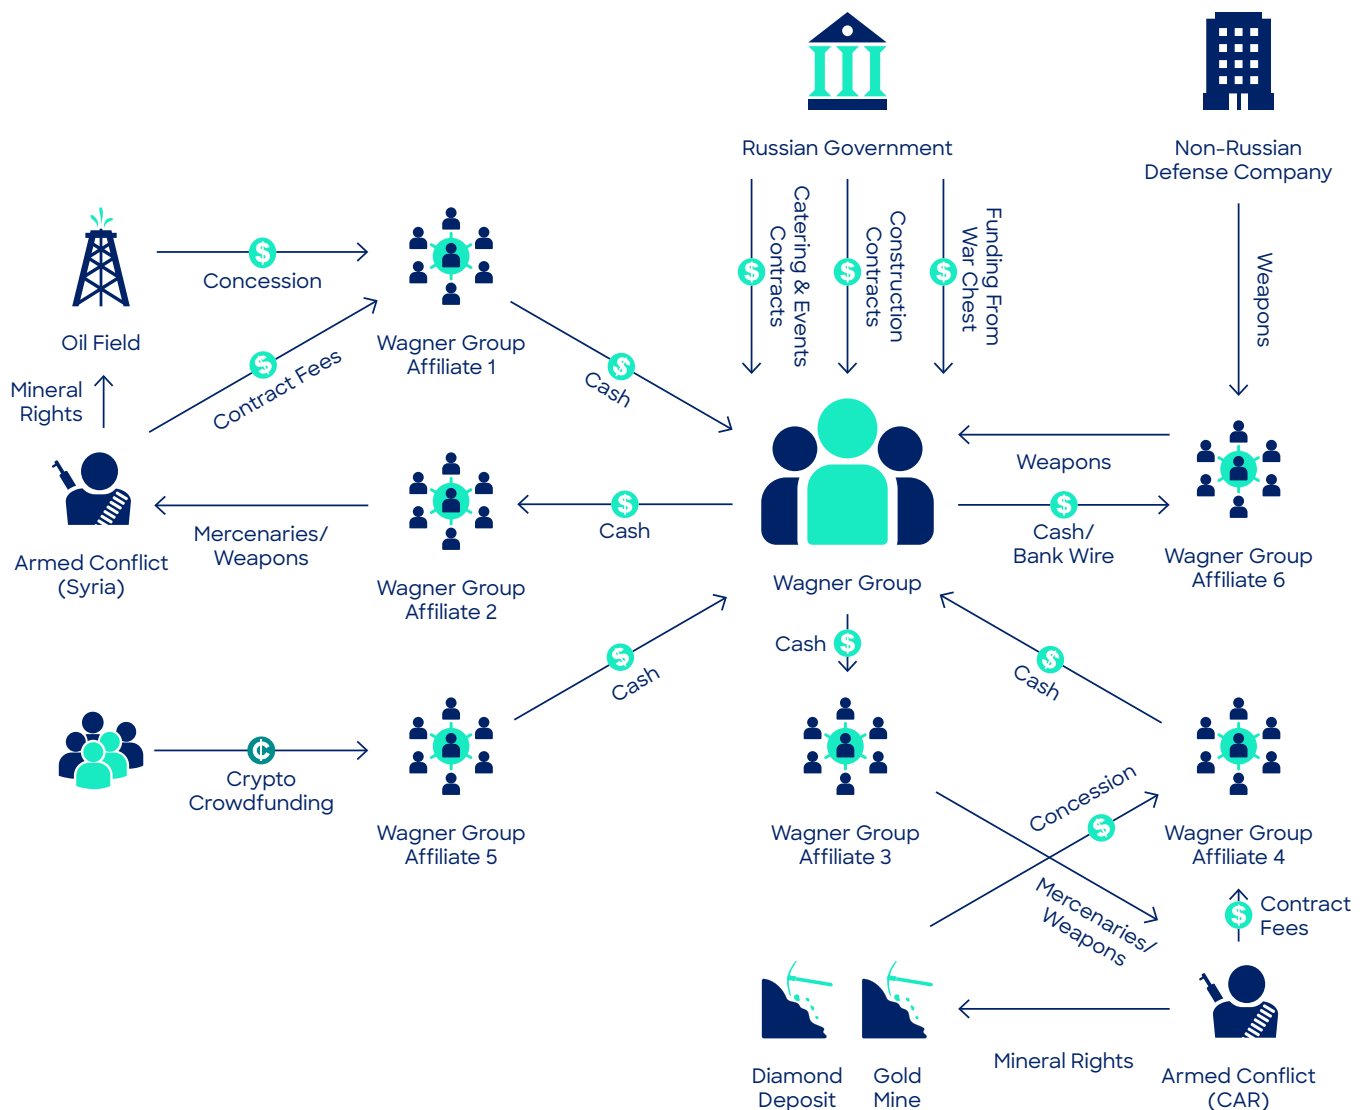 Russian Government
Non-Russian
Defense Company
Catering & Events
Contracts
Construction
Contracts
Funding From
War Chest
Weapons
Concession
Oil Field
Wagner Group
Affiliate 1
Mineral
Rights
Contract Fees
Cash
Weapons
Mercenaries/
Weapons
Cash
Cash/
Bank Wire
Armed Conflict
(Syria)
Wagner Group
Affiliate 2
Wagner Group
Wagner Group
Affiliate 6
Cash
Cash
Cash
Crypto
Crowdfunding
Wagner Group
Affiliate 5
Wagner Group
Affiliate 3
Concession
Wagner Group
Affiliate 4
Mercenaries/
Weapons
Contract
Fees
Mineral Rights
Diamond
Deposit
Gold
Mine
Armed Conflict
(CAR)